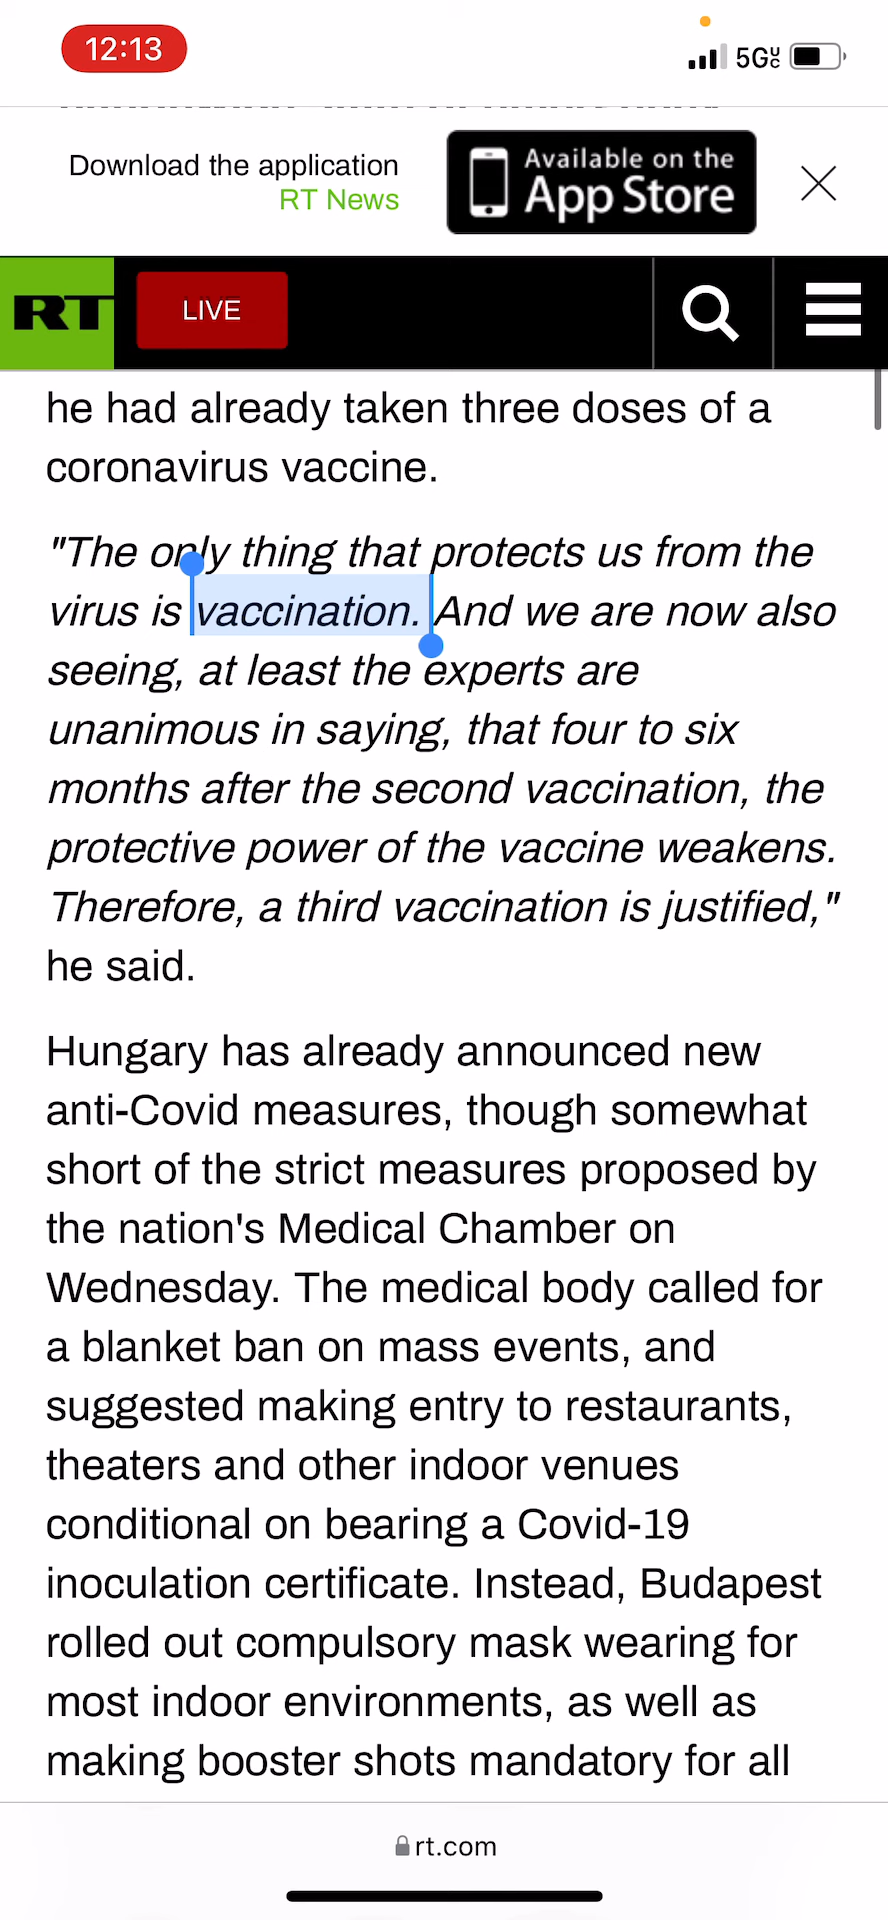 12:13
5GUC
Download the application
RT News
Available on the
App Store
RT
LIVE
he had already taken three doses of a
coronavirus vaccine.
"The only thing that protects us from the
virus is vaccination. And we are now also
seeing, at least the experts are
unanimous in saying, that four to six
months after the second vaccination, the
protective power of the vaccine weakens.
Therefore, a third vaccination is justified,"
he said.
Hungary has already announced new
anti-Covid measures, though somewhat
short of the strict measures proposed by
the nation's Medical Chamber on
Wednesday. The medical body called for
a blanket ban on mass events, and
suggested making entry to restaurants,
theaters and other indoor venues
conditional on bearing a Covid-19
inoculation certificate. Instead, Budapest
rolled out compulsory mask wearing for
most indoor environments, as well as
making booster shots mandatory for all
rt.com